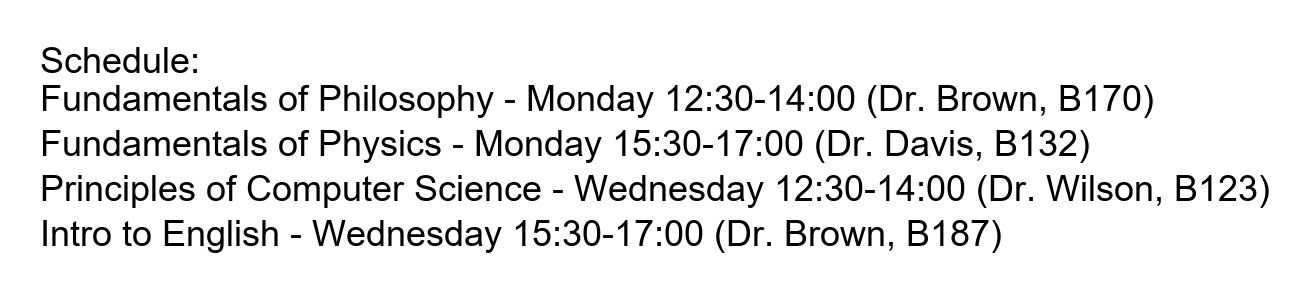 Schedule:
Fundamentals of Philosophy - Monday 12:30-14:00 (Dr. Brown, B170)
Fundamentals of Physics - Monday 15:30-17:00 (Dr. Davis, B132)
Principles of Computer Science - Wednesday 12:30-14:00 (Dr. Wilson, B123)
Intro to English - Wednesday 15:30-17:00 (Dr. Brown, B187)